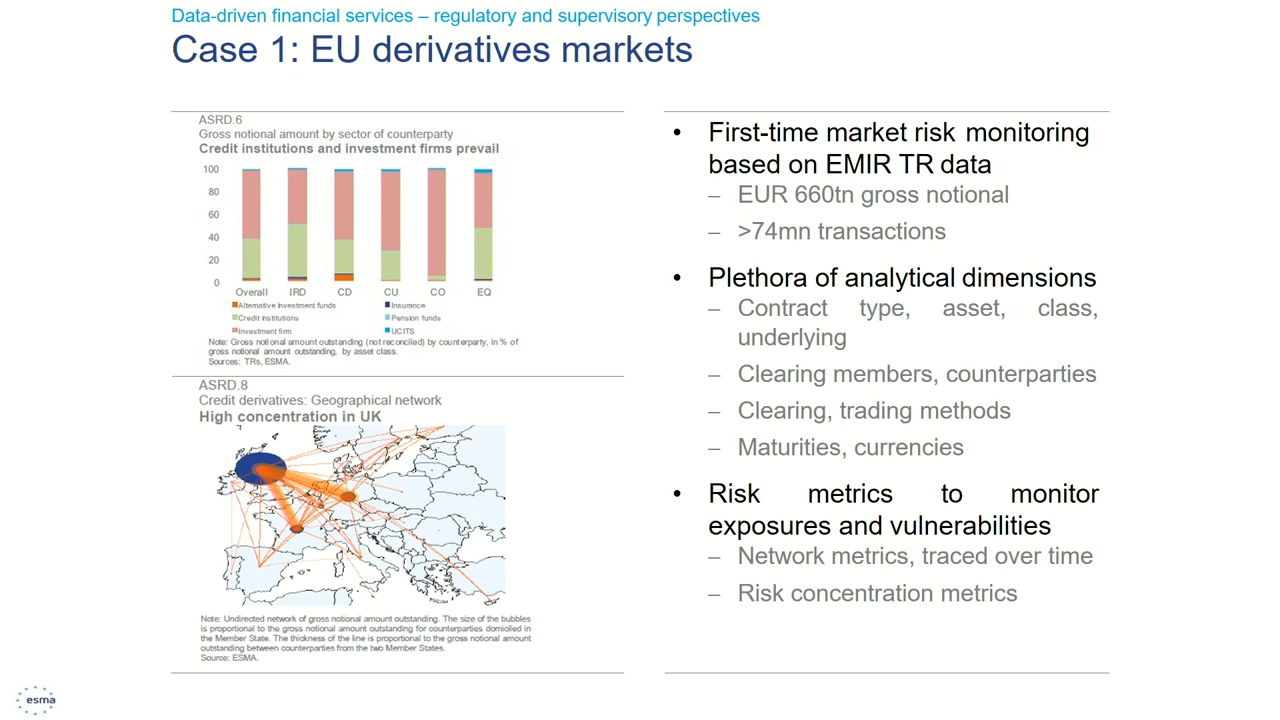 Data-driven financial services – regulatory and supervisory perspectives
Case 1: EU derivatives markets
ASRD.6
Gross notional amount by sector of counterparty
Credit institutions and investment firms prevail
100
80
60
40
20
0
Overall IRD CD CU CO EQ
Alternative investment funds Insurance
Credit institutions Pension funds
Investment firm UCITS
Note: Gross notional amount outstanding (not reconciled) by counterparty, in % of
gross notional amount outstanding, by asset class.
Sources: TRs, ESMA.
ASRD.8
Credit derivatives: Geographical network
High concentration in UK
Note: Undirected network of gross notional amount outstanding. The size of the bubbles
is proportional to the gross notional amount outstanding for counterparties domiciled in
the Member State. The thickness of the line is proportional to the gross notional amount
outstanding between counterparties from the two Member States.
Source: ESMA.
• First-time market risk monitoring
based on EMIR TR data
– EUR 660tn gross notional
– >74mn transactions
• Plethora of analytical dimensions
– Contract type, asset, class,
underlying
– Clearing members, counterparties
– Clearing, trading methods
– Maturities, currencies
• Risk metrics to monitor
exposures and vulnerabilities
– Network metrics, traced over time
– Risk concentration metrics
esma